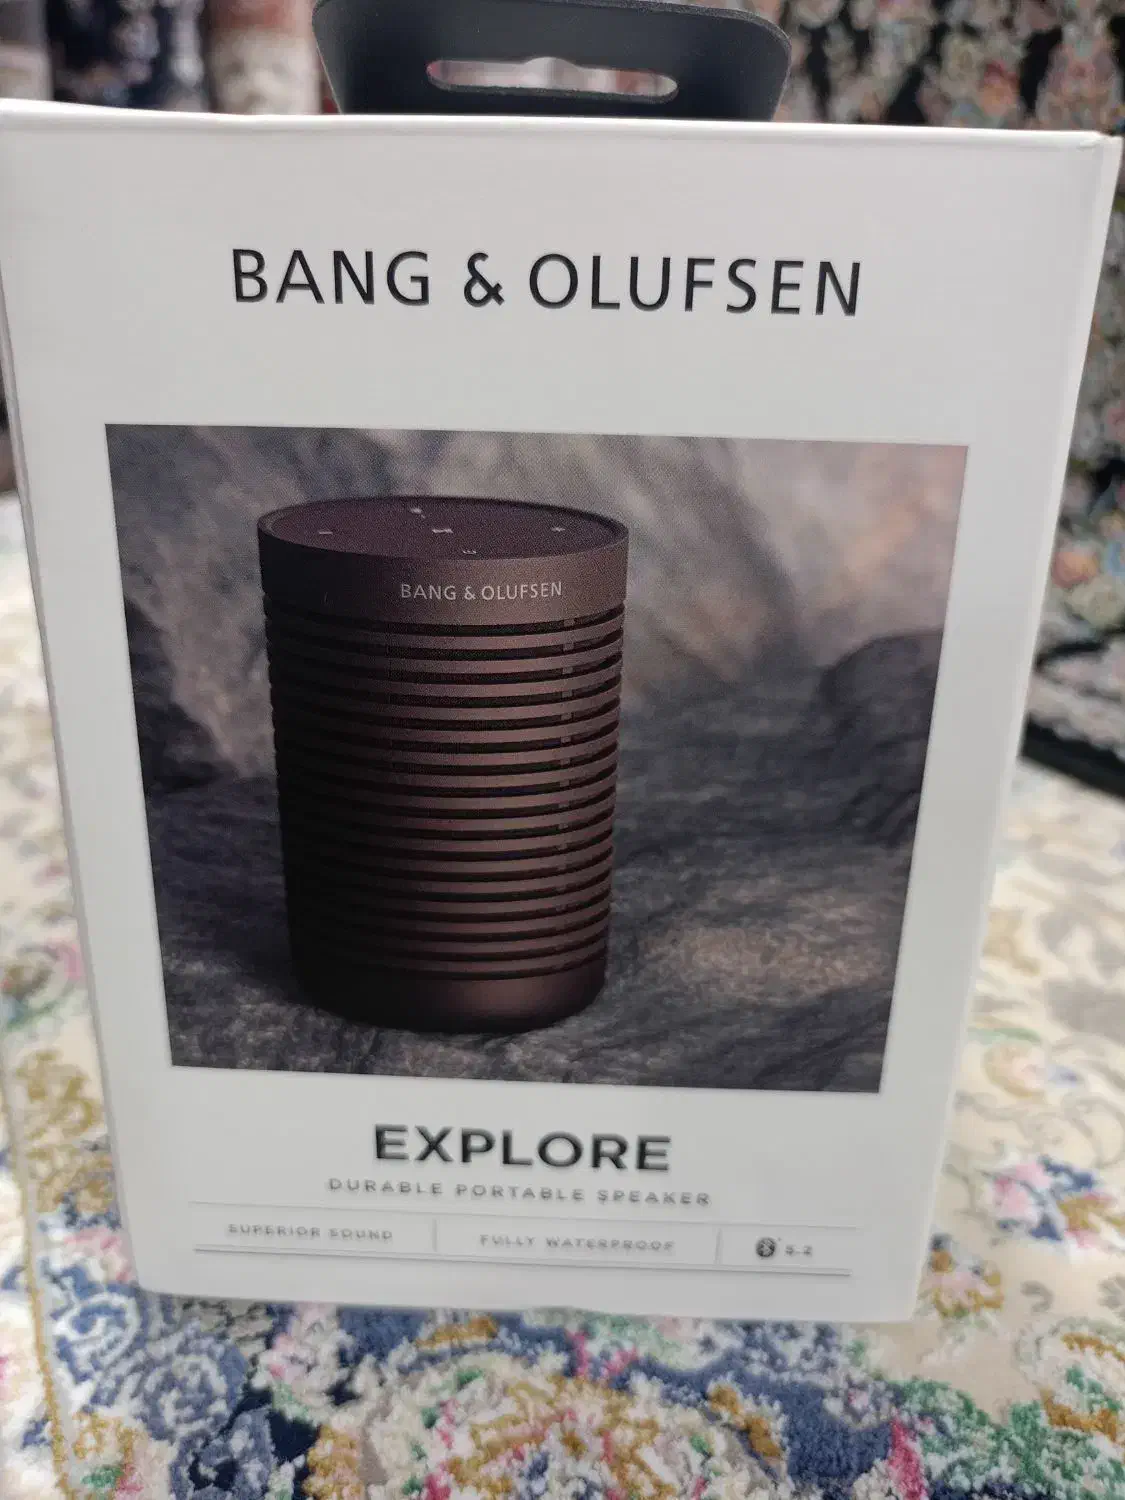 BANG & OLUFSEN
BANG & OLUFSEN
EXPLORE
DURABLE PORTABLE SPEAKER
SUPERIOR SOUND
FULLY WATERPROOF
5.2